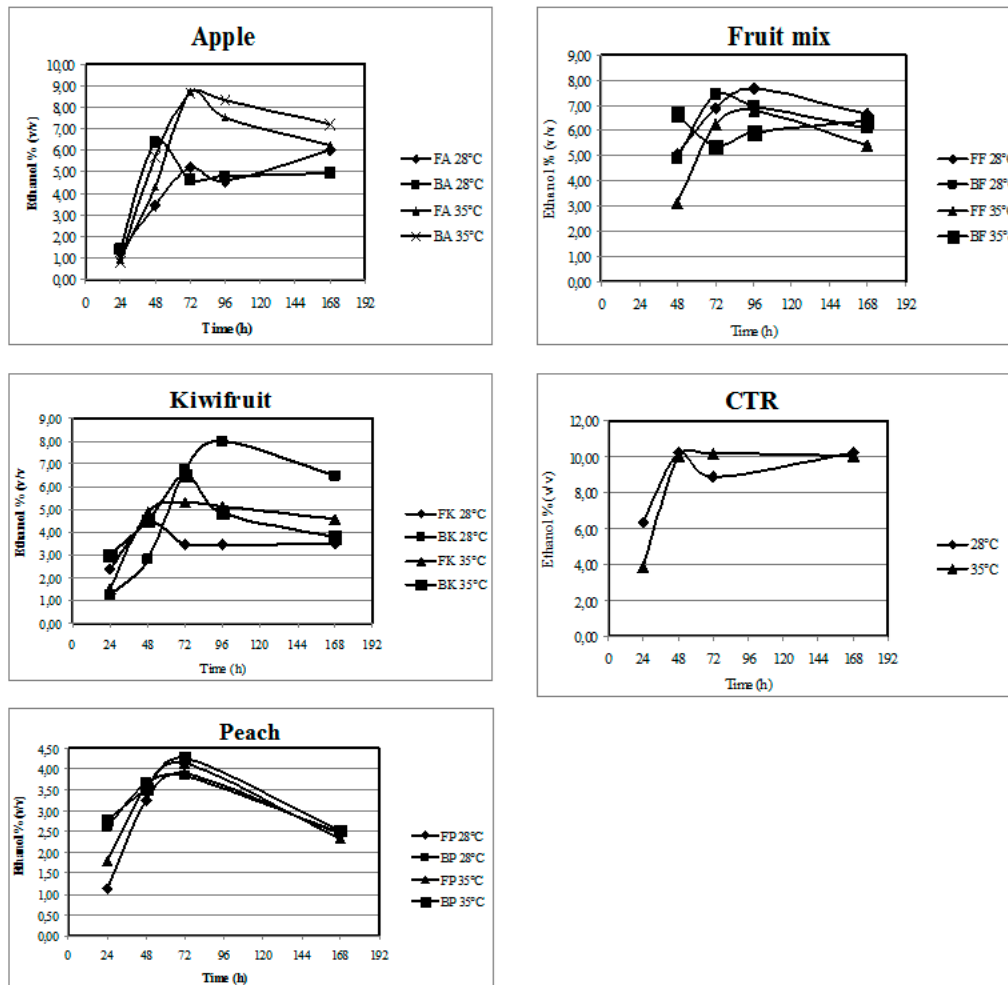 Apple
Ethanol % (v/v)
10,00
9,00
8,00
7,00
6,00
5,00
4,00
3,00
2,00
1,00
0,00
0 24 48 72 96 120 144 168 192
Time (h)
FA 28°C
BA 28°C
FA 35°C
BA 35°C
Fruit mix
Ethanol % (v/v)
9,00
8,00
7,00
6,00
5,00
4,00
3,00
2,00
1,00
0,00
0 24 48 72 96 120 144 168 192
Time (h)
FF 28°C
BF 28°C
FF 35°C
BF 35°C
Kiwifruit
Ethanol % (v/v
9,00
8,00
7,00
6,00
5,00
4,00
3,00
2,00
1,00
0,00
0 24 48 72 96 120 144 168 192
Time (h)
FK 28°C
BK 28°C
FK 35°C
BK 35°C
CTR
Ethanol % (v/v)
12,00
10,00
8,00
6,00
4,00
2,00
0,00
0 24 48 72 96 120 144 168 192
Time (h)
28°C
35°C
Peach
Ethanol % (v/v)
4,50
4,00
3,50
3,00
2,50
2,00
1,50
1,00
0,50
0,00
0 24 48 72 96 120 144 168 192
Time (h)
FP 28°C
BP 28°C
FP 35°C
BP 35°C